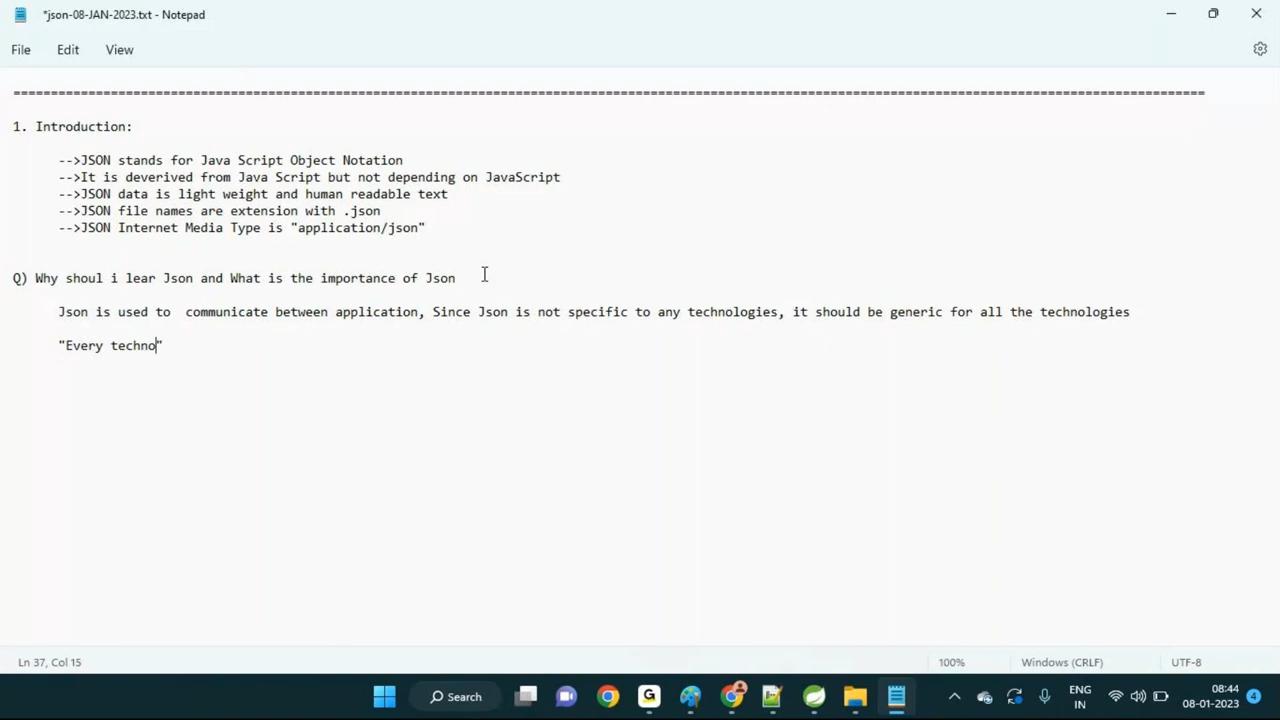 *json-08-JAN-2023.txt - Notepad
File Edit View
===============================================================================================================================================================
1. Introduction:
-->JSON stands for Java Script Object Notation
-->It is deverived from Java Script but not depending on JavaScript
-->JSON data is light weight and human readable text
-->JSON file names are extension with .json
-->JSON Internet Media Type is "application/json"
Q) Why shoul i lear Json and What is the importance of Json
Json is used to  communicate between application, Since Json is not specific to any technologies, it should be generic for all the technologies
"Every techno"
Ln 37, Col 15 100% Windows (CRLF) UTF-8
Search G ENG IN 08:44 08-01-2023 4